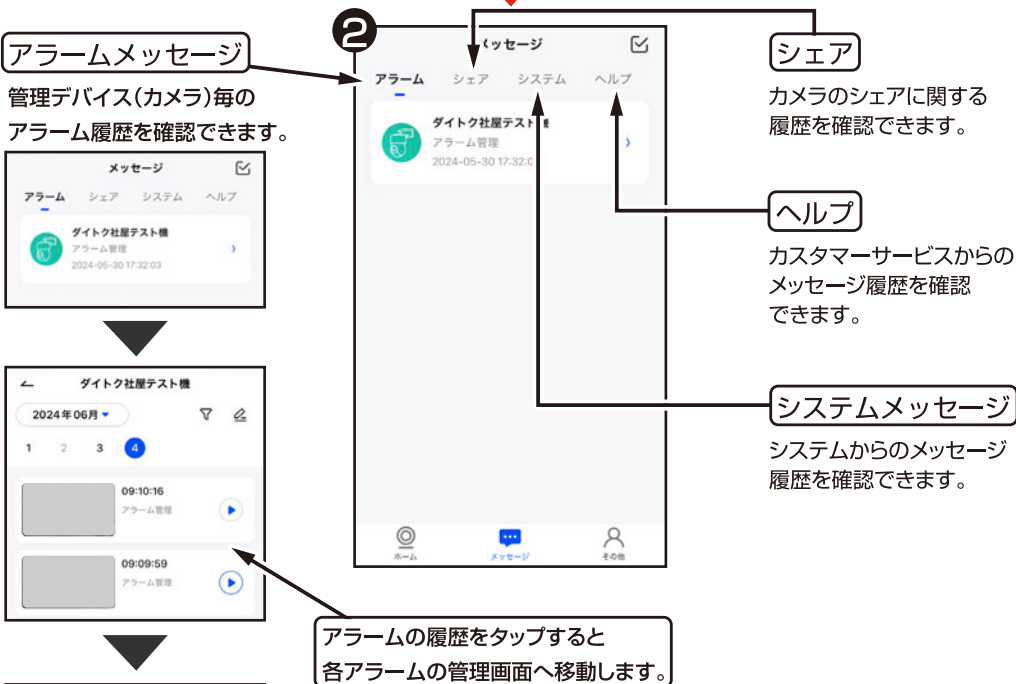 アラームメッセージ
管理デバイス(カメラ)毎の
アラーム履歴を確認できます。
メッセージ
アラーム シェア システム ヘルプ
ダイトク社屋テスト機
アラーム管理
2024-05-30 17:32:03
ダイトク社屋テスト機
2024年06月
1 2 3 4
09:10:16
アラーム管理
09:09:59
アラーム管理
2
ッセージ
アラーム シェア システム ヘルプ
ダイトク社屋テスト
アラーム管理
2024-05-30 17:32:0
ホーム メッセージ その他
アラームの履歴をタップすると
各アラームの管理画面へ移動します。
シェア
カメラのシェアに関する
履歴を確認できます。
ヘルプ
カスタマーサービスからの
メッセージ履歴を確認
できます。
システムメッセージ
システムからのメッセージ
履歴を確認できます。